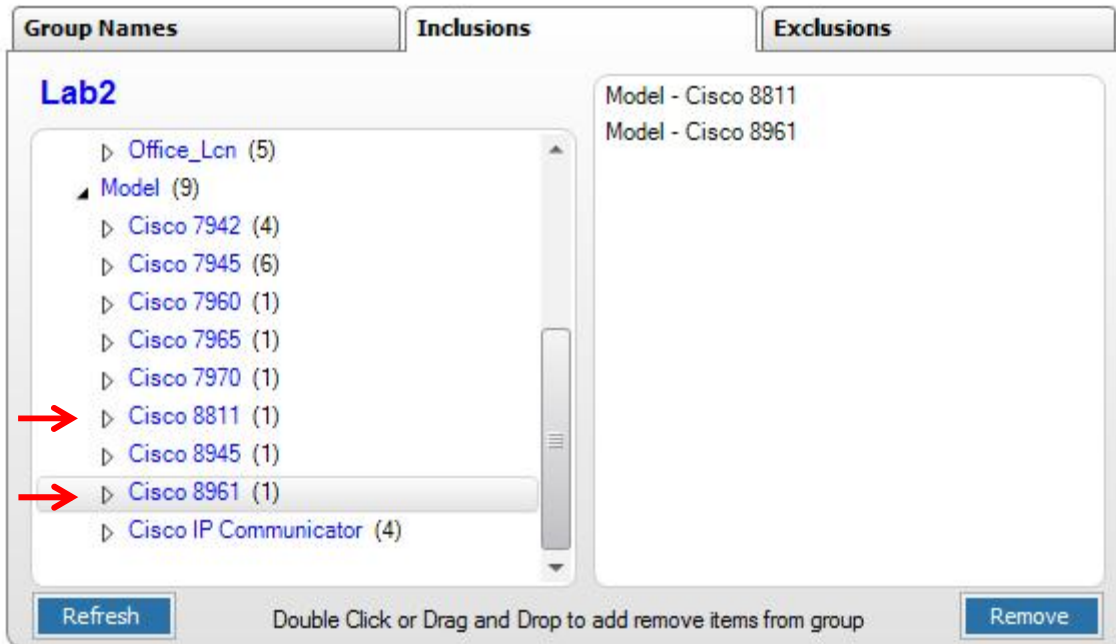 Group Names
Inclusions
Exclusions
Lab2
Office_Lcn (5)
Model (9)
Cisco 7942 (4)
Cisco 7945 (6)
Cisco 7960 (1)
Cisco 7965 (1)
Cisco 7970 (1)
Cisco 8811 (1)
Cisco 8945 (1)
Cisco 8961 (1)
Cisco IP Communicator (4)
Model - Cisco 8811
Model - Cisco 8961
Refresh
Double Click or Drag and Drop to add remove items from group
Remove